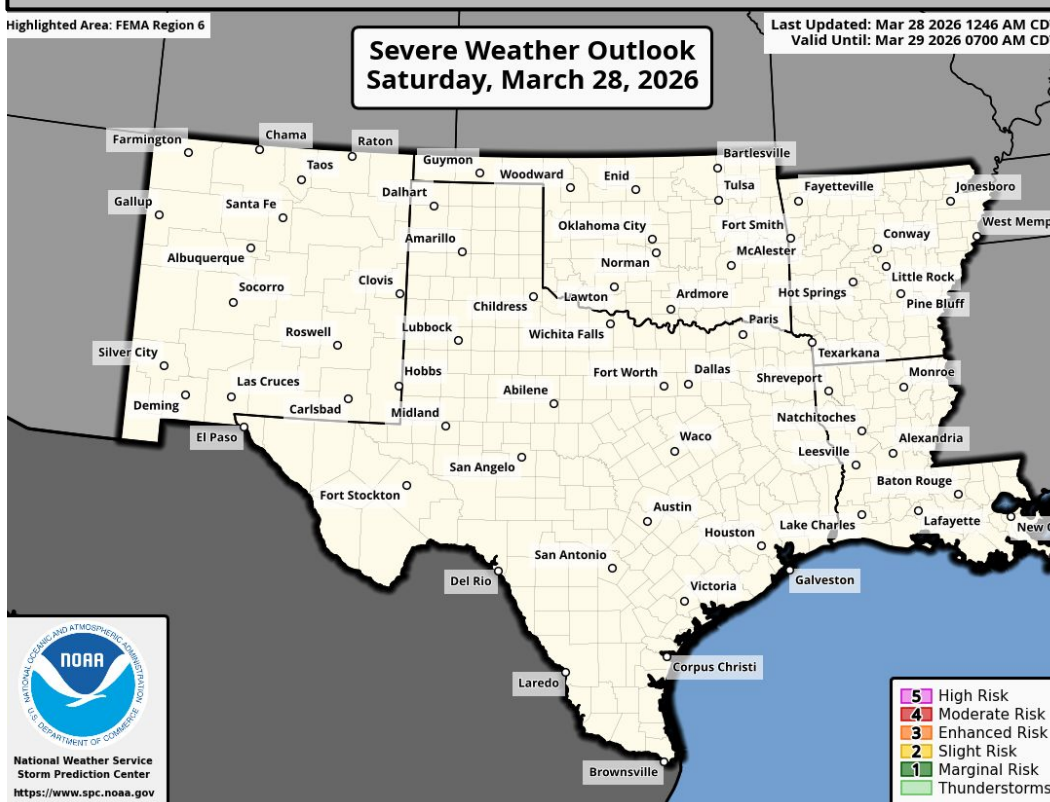 Highlighted Area: FEMA Region 6
Last Updated: Mar 28 2026 1246 AM CD
Valid Until: Mar 29 2026 0700 AM CD
Severe Weather Outlook
Saturday, March 28, 2026
Farmington
Chama
Raton
Taos
Guymon
Woodward
Enid
Bartlesville
Tulsa
Fayetteville
Jonesboro
Gallup
Santa Fe
Dalhart
Oklahoma City
Fort Smith
Conway
West Memp
Albuquerque
Amarillo
Norman
McAlester
Little Rock
Socorro
Clovis
Childress
Lawton
Ardmore
Hot Springs
Pine Bluff
Roswell
Lubbock
Wichita Falls
Paris
Texarkana
Silver City
Las Cruces
Hobbs
Abilene
Fort Worth
Dallas
Shreveport
Monroe
Deming
Carlsbad
Midland
Natchitoches
El Paso
San Angelo
Waco
Leesville
Alexandria
Fort Stockton
Baton Rouge
Austin
Houston
Lake Charles
Lafayette
New
San Antonio
Del Rio
Victoria
Galveston
Laredo
Corpus Christi
Brownsville
NATIONAL OCEANIC AND ATMOSPHERIC ADMINISTRATION
NOAA
U.S. DEPARTMENT OF COMMERCE
National Weather Service
Storm Prediction Center
https://www.spc.noaa.gov
5 High Risk
4 Moderate Risk
3 Enhanced Risk
2 Slight Risk
1 Marginal Risk
Thunderstorms